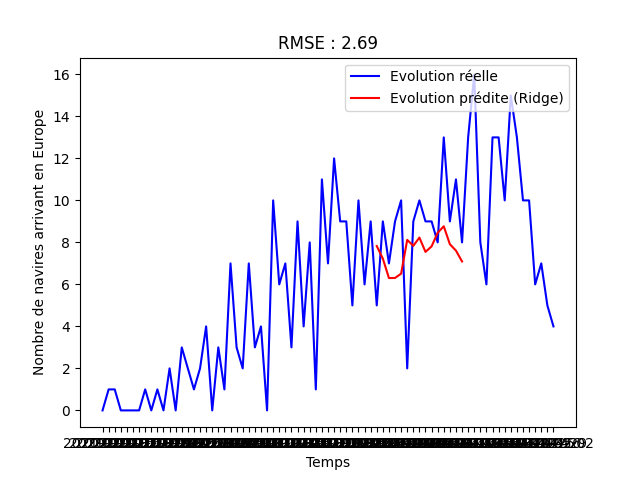 RMSE : 2.69
Evolution réelle
Evolution prédite (Ridge)
Nombre de navires arrivant en Europe
16
14
12
10
8
6
4
2
0
Temps